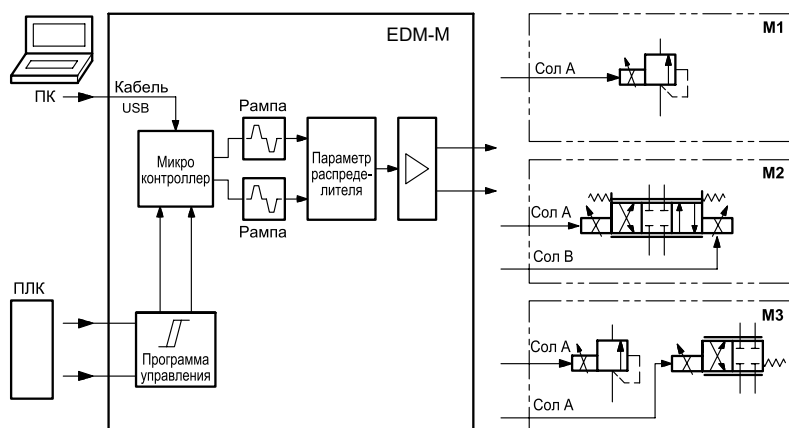 EDM-M
ПК
Кабель
USB
Рампа
Микро
контроллер
Рампа
Параметр
распреде-
лителя
ПЛК
Программа
управления
M1
Сол А
M2
Сол А
Сол В
M3
Сол А
Сол А